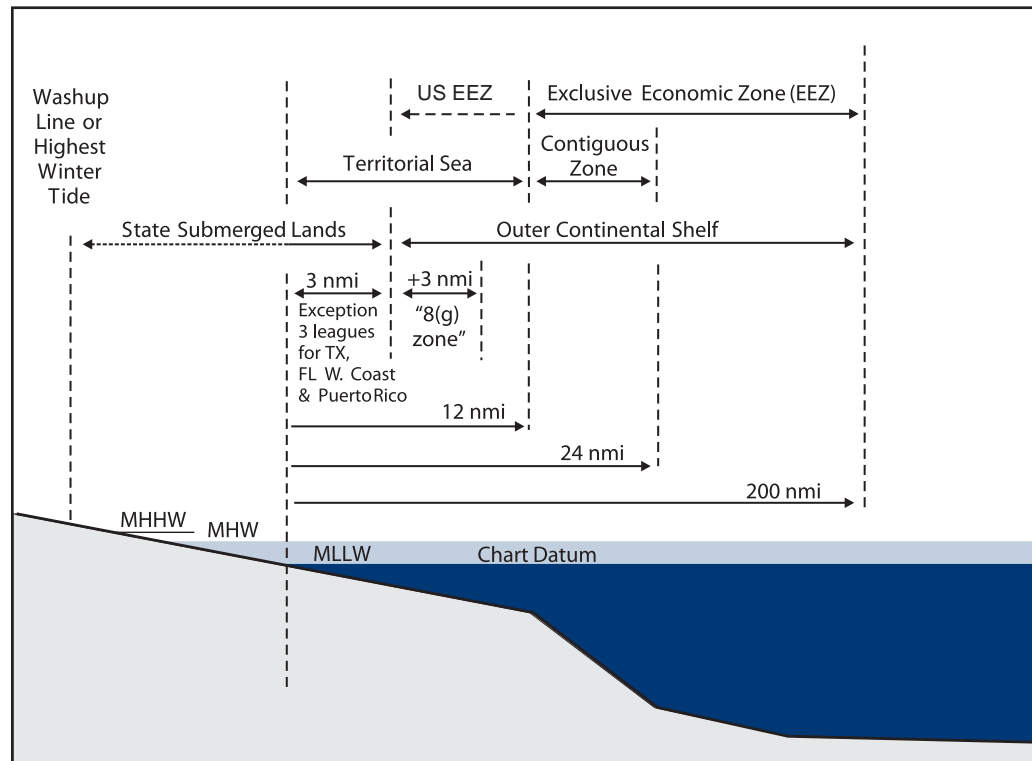 Washup
Line or
Highest
Winter
Tide
US EEZ
Exclusive Economic Zone (EEZ)
Contiguous
Zone
Territorial Sea
State Submerged Lands
Outer Continental Shelf
3 nmi
Exception
3 leagues
for TX,
FL W. Coast
& Puerto Rico
+3 nmi
“8(g)
zone”
12 nmi
24 nmi
200 nmi
MHHW
MHW
MLLW
Chart Datum